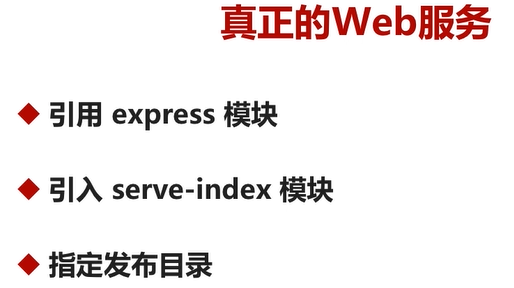 真正的Web服务
引用 express 模块
引入 serve-index 模块
指定发布目录